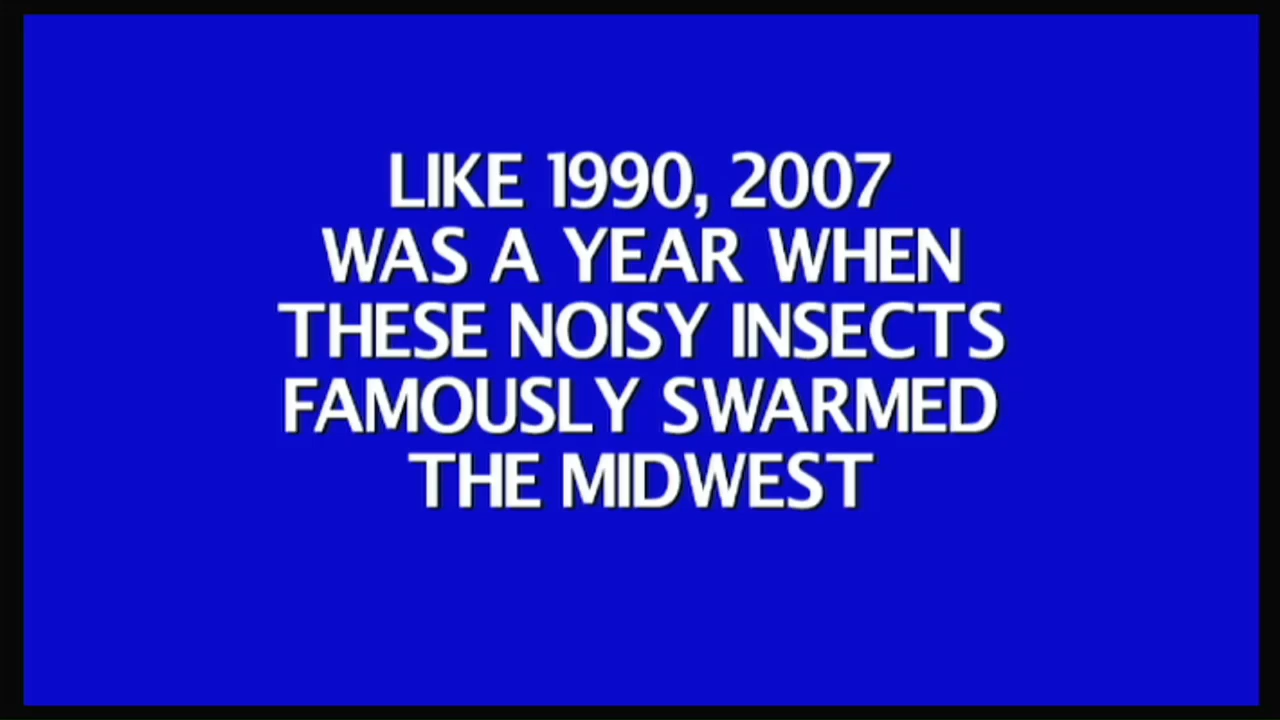 LIKE 1990, 2007
WAS A YEAR WHEN
THESE NOISY INSECTS
FAMOUSLY SWARMED
THE MIDWEST